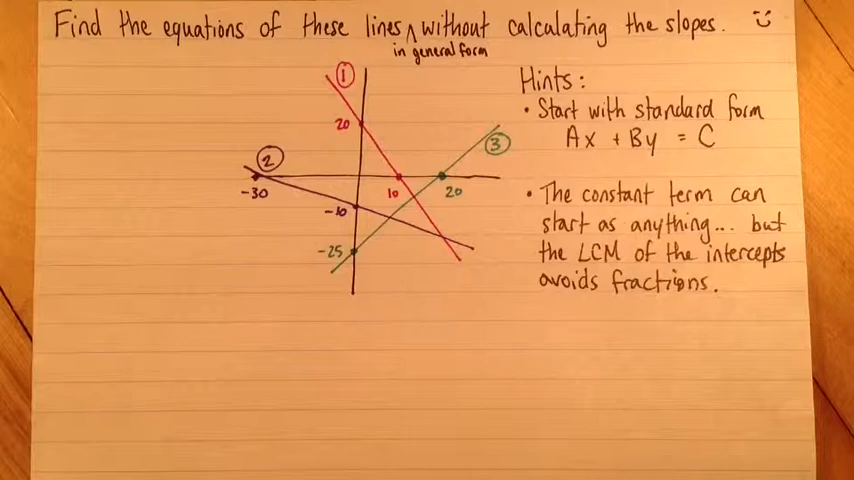 Find the equations of these lines ^ without calculating the slopes.
in general form
①
20
②
-30
10
20
③
-10
-25
Hints:
• Start with standard form
Ax + By = C
• The constant term can
start as anything... but
the LCM of the intercepts
avoids fractions.